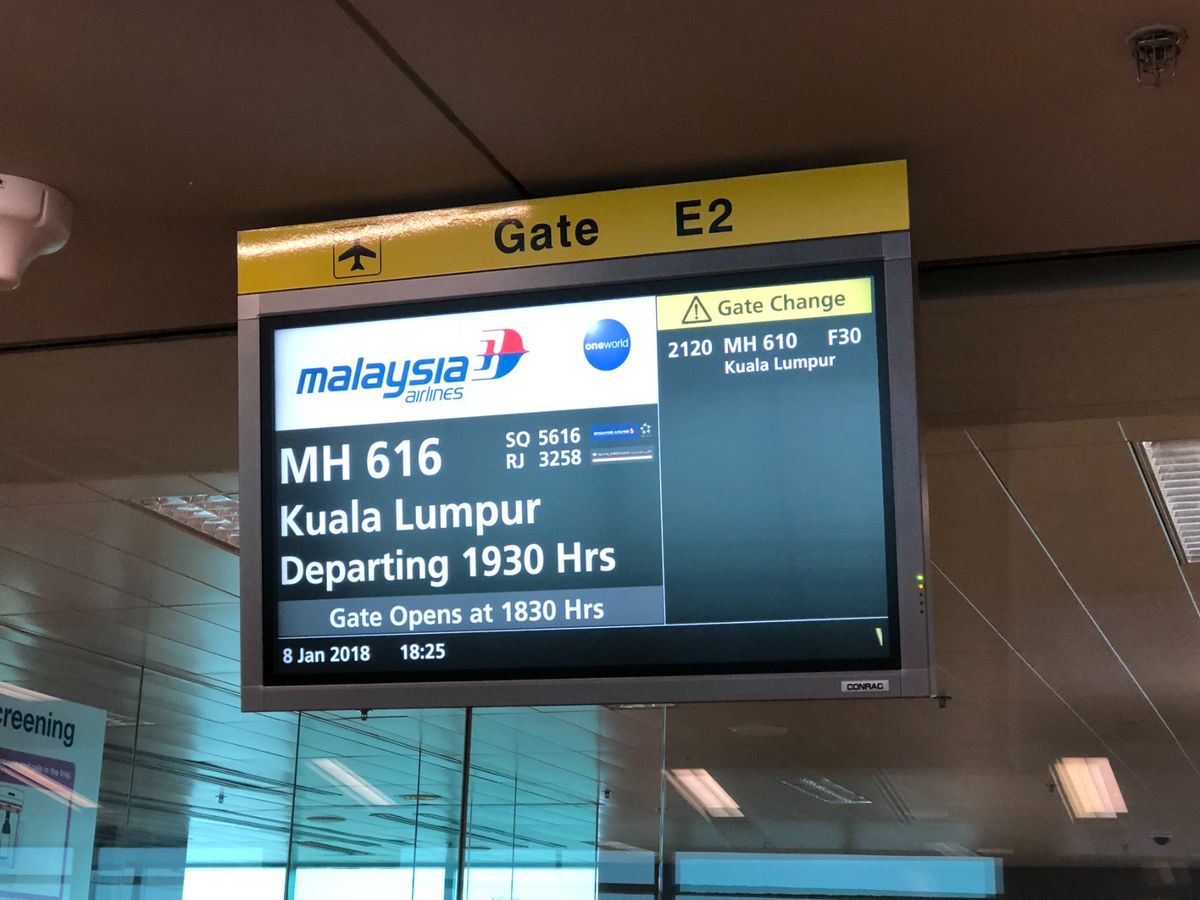 Gate E2
malaysia
airlines
oneworld
MH 616
SQ 5616
RJ 3258
Kuala Lumpur
Departing 1930 Hrs
Gate Opens at 1830 Hrs
8 Jan 2018 18:25
Gate Change
2120 MH 610 F30
Kuala Lumpur
CONRAC
creening